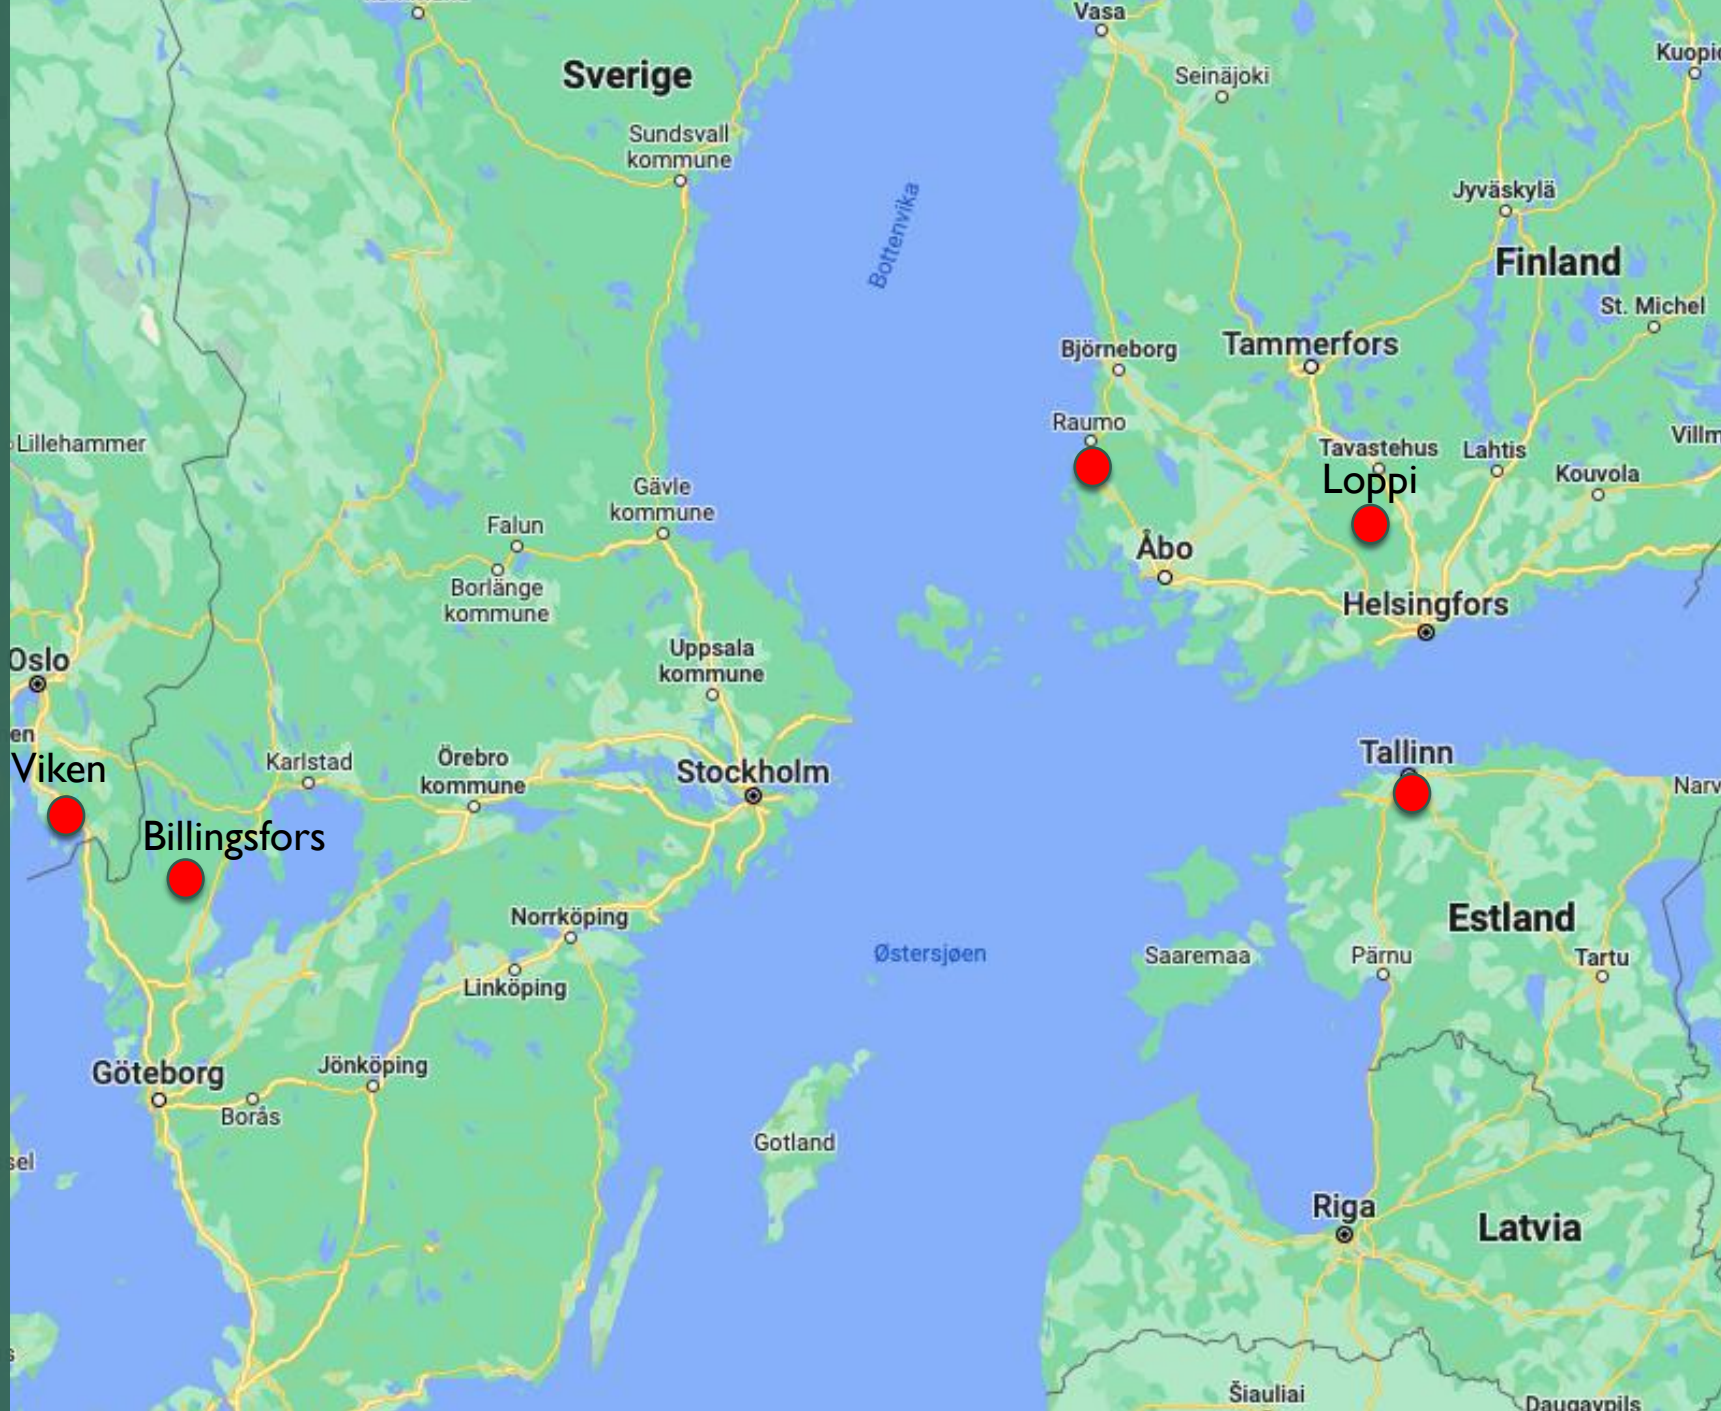 Vasa
Sverige
Kuopio
Seinäjoki
Sundsvall
kommune
Jyväskylä
Bottenvika
Finland
St. Michel
Björneborg
Tammerfors
Raumo
Lillehammer
Tavastehus
Lahtis
Villm
Loppi
Kouvola
Gävle
kommune
Falun
Åbo
Borlänge
kommune
Helsingfors
Uppsala
kommune
Oslo
en
Viken
Karlstad
Örebro
kommune
Stockholm
Tallinn
Narv
Billingsfors
Norrköping
Estland
Østersjøen
Saaremaa
Pärnu
Tartu
Linköping
Göteborg
Jönköping
Borås
Gotland
sel
Riga
Latvia
s
Šiauliai
Daugavpils